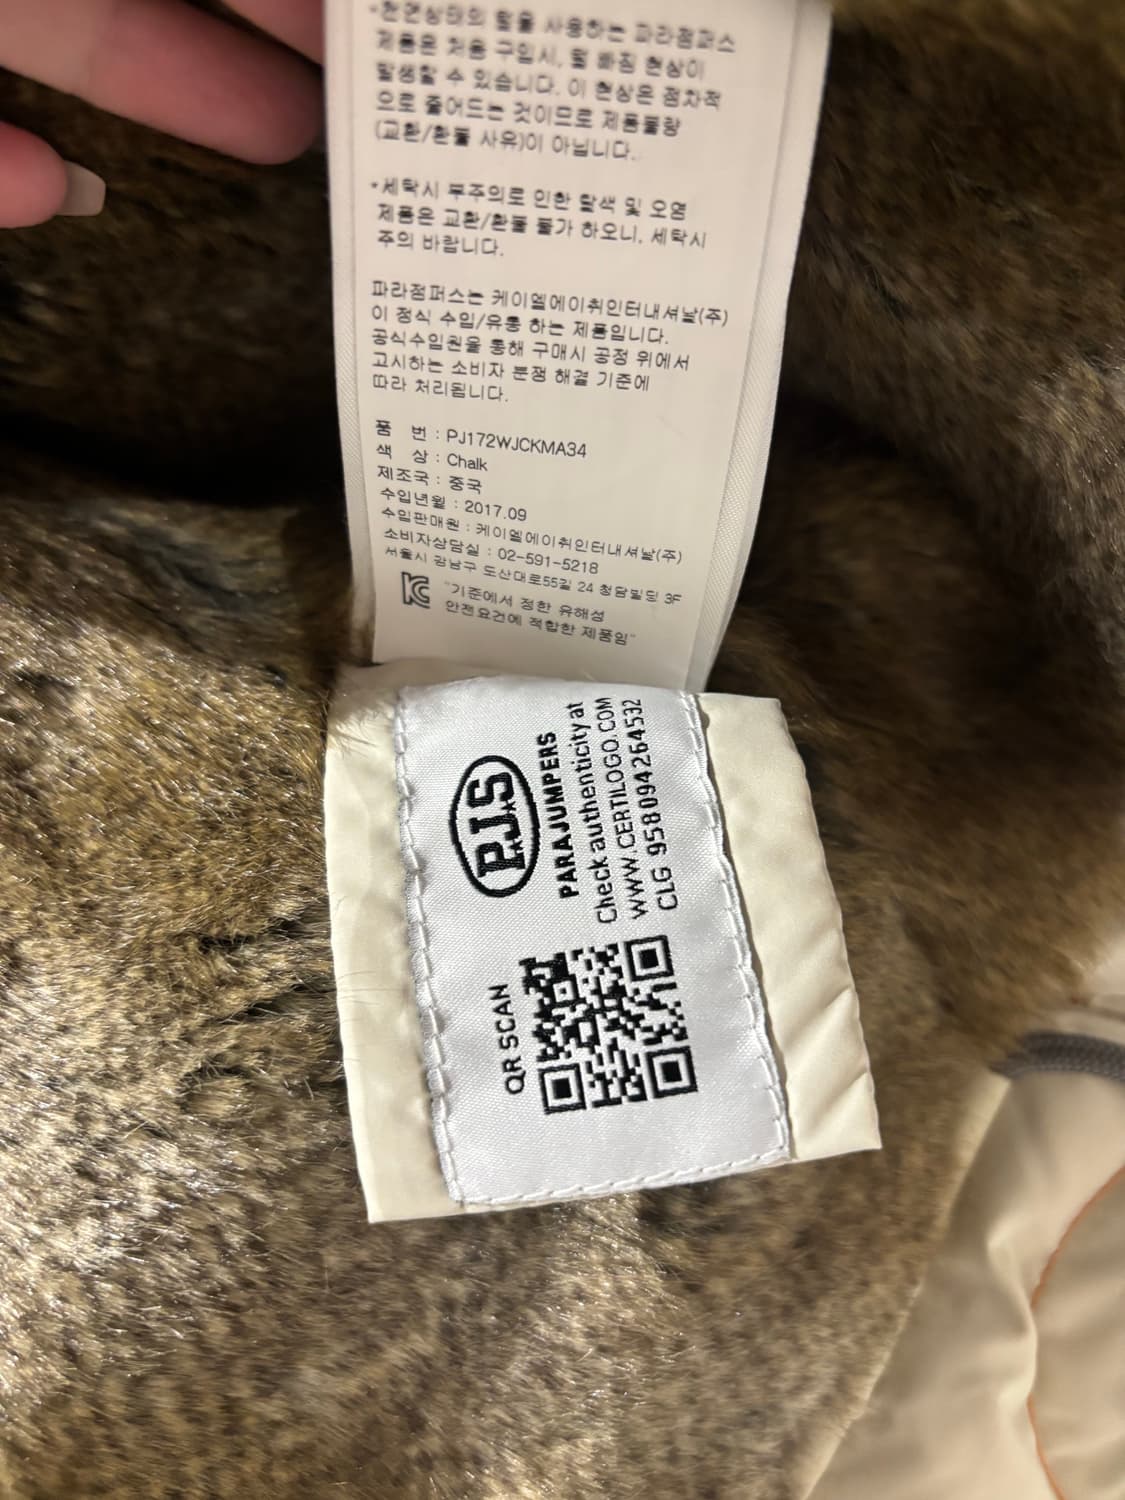 *천연상태의 털을 사용하는 파라점퍼스
제품은 처음 구입시, 털 빠짐 현상이
발생할 수 있습니다. 이 현상은 점차적
으로 줄어드는 것이므로 제품불량
(교환/환불 사유)이 아닙니다.
*세탁시 부주의로 인한 탈색 및 오염
제품은 교환/환불 불가 하오니, 세탁시
주의 바랍니다.
파라점퍼스는 케이엘에이취인터내셔날(주)
이 정식 수입/유통 하는 제품입니다.
공식수입원을 통해 구매시 공정 위에서
고시하는 소비자 분쟁 해결 기준에
따라 처리됩니다.
품 번 : PJ172WJCKMA34
색 상 : Chalk
제조국 : 중국
수입년월 : 2017.09
수입판매원 : 케이엘에이취인터내셔날(주)
소비자상담실 : 02-591-5218
서울시 강남구 도산대로55길 24 청담빌딩 3F
"기준에서 정한 유해성
안전요건에 적합한 제품임"
P.J.S
PARAJUMPERS
Check authenticity at
WWW.CERTILOGO.COM
CLG 958094264532
QR SCAN